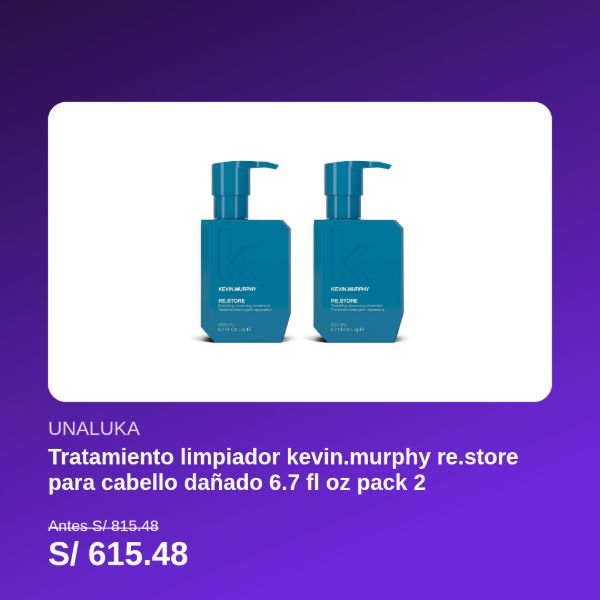 KEVIN.MURPHY
RE.STORE
KEVIN.MURPHY
RE.STORE
UNALUKA
Tratamiento limpiador kevin.murphy re.store
para cabello dañado 6.7 fl oz pack 2
Antes S/ 815.48
S/ 615.48